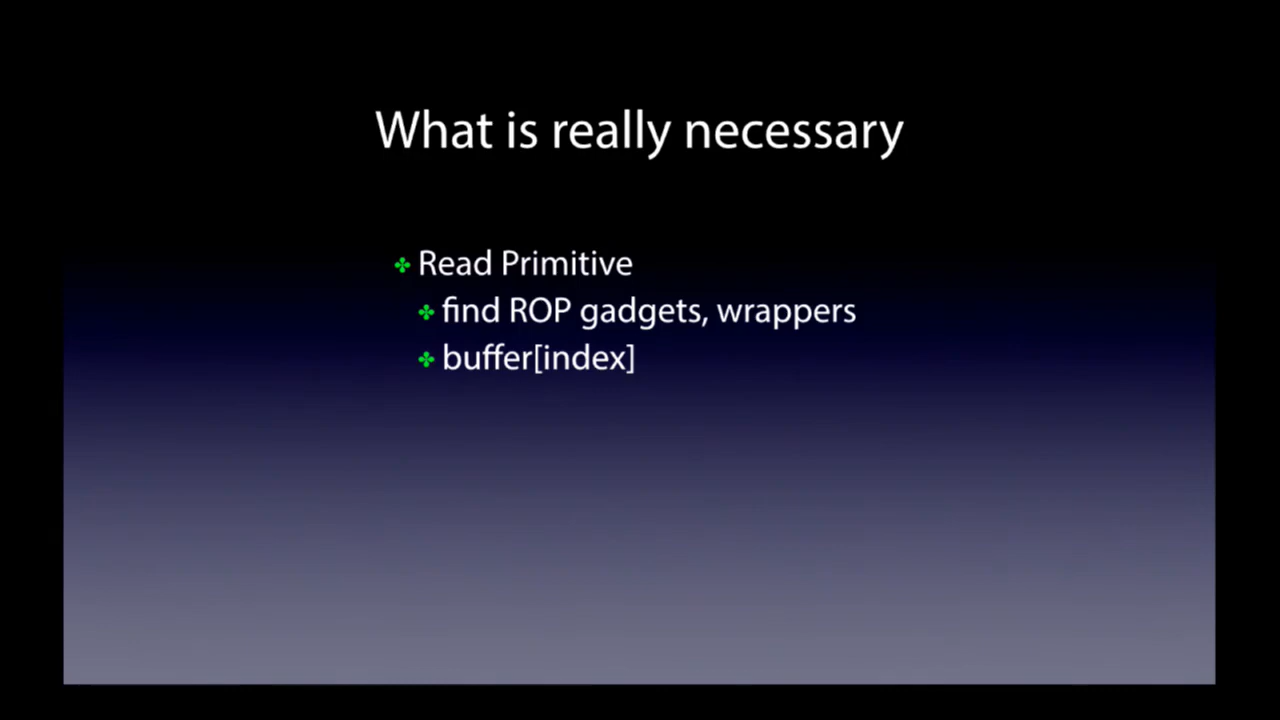 What is really necessary
Read Primitive
find ROP gadgets, wrappers
buffer[index]